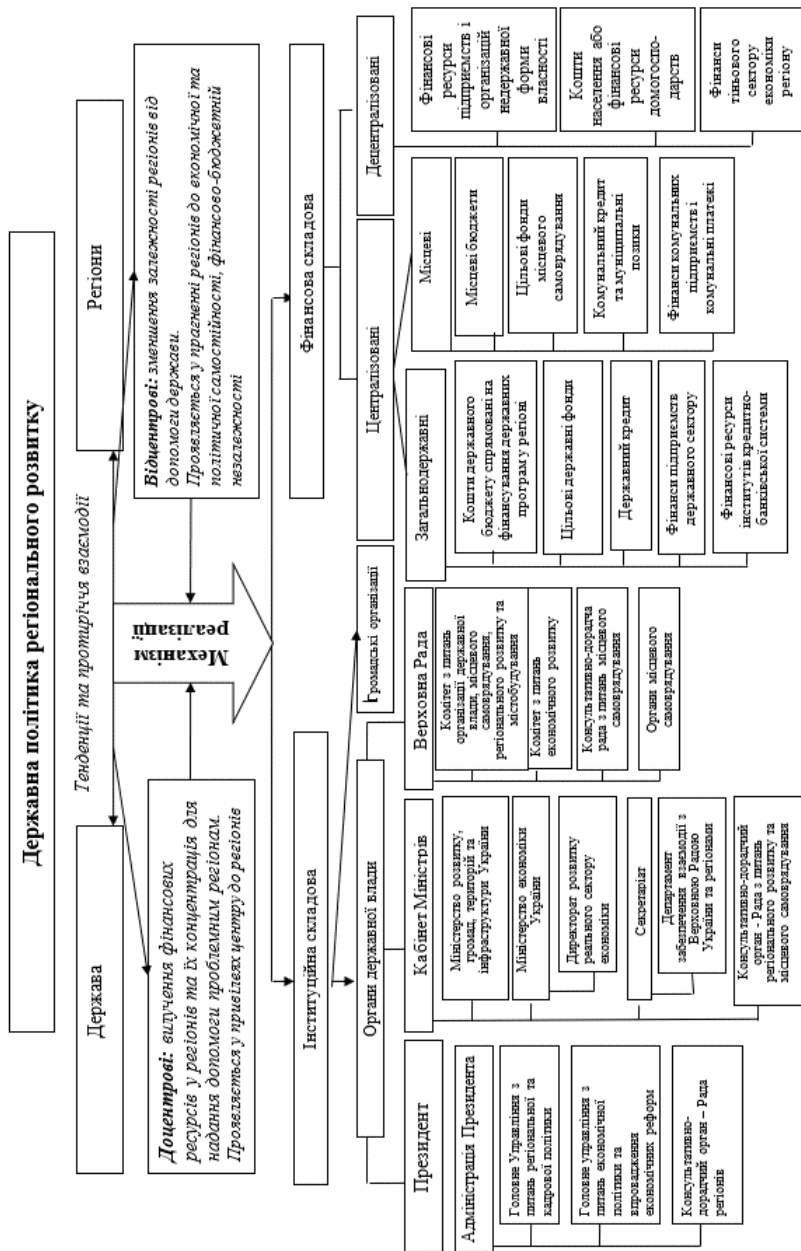 Державна політика регіонального розвитку
Держава
Тенденції та протиріччя взаємодії
Регіони
Доцентрові: вилучення фінансових
ресурсів у регіонів та їх концентрація для
надання допомоги проблемним регіонам.
Проявляється у привілеях центру до регіонів
Механізм
реалізації
Відцентрові: зменшення залежності регіонів від
допомоги держави.
Проявляється у прагненні регіонів до економічної та
політичної самостійності, фінансово-бюджетній
незалежності
Інституційна складова
Фінансова складова
Органи державної влади
Громадські організації
Централізовані
Децентралізовані
Президент
Адміністрація Президента
Головне Управління з
питань регіональної та
кадрової політики
Головне управління з
питань економічної
політики та
впровадження
економічних реформ
Консультативно-
дорадчий орган – Рада
регіонів
Кабінет Міністрів
Міністерство розвитку,
громад, територій та
інфраструктури України
Міністерство економіки
України
Директорат розвитку
реального сектору
економіки
Секретаріат
Департамент
забезпечення взаємодії з
Верховною Радою
України та регіонами
Консультативно-дорадчий
орган - Рада з питань
регіонального розвитку та
місцевого самоврядування
Верховна Рада
Комітет з питань
організації державної
влади, місцевого
самоврядування,
регіонального розвитку та
містобудування
Комітет з питань
економічного розвитку
Консультативно-дорадча
рада з питань місцевого
самоврядування
Органи місцевого
самоврядування
Загальнодержавні
Кошти державного
бюджету спрямовані на
фінансування державних
програм у регіоні
Цільові державні фонди
Державний кредит
Фінанси підприємств
державного сектору
Фінансові ресурси
інститутів кредитно-
банківської системи
Місцеві
Місцеві бюджети
Цільові фонди
місцевого
самоврядування
Комунальний кредит
та муніципальні
позики
Фінанси комунальних
підприємств і
комунальні платежі
Фінансові
ресурси
підприємств і
організацій
недержавної
форми
власності
Кошти
населення або
фінансові
ресурси
домогоспо-
дарств
Фінанси
тіньового
сектору
економіки
регіону